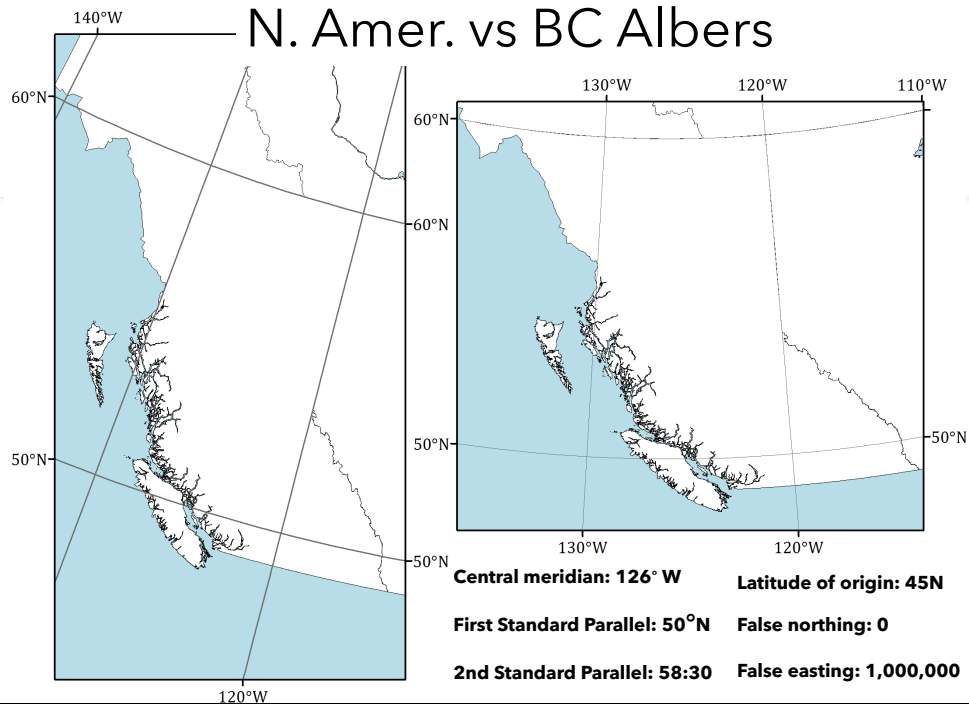 N. Amer. vs BC Albers
140°W
60°N
60°N
50°N
50°N
120°W
130°W
120°W
110°W
60°N
50°N
50°N
130°W
120°W
Central meridian: 126° W
Latitude of origin: 45N
First Standard Parallel: 50°N
False northing: 0
2nd Standard Parallel: 58:30
False easting: 1,000,000